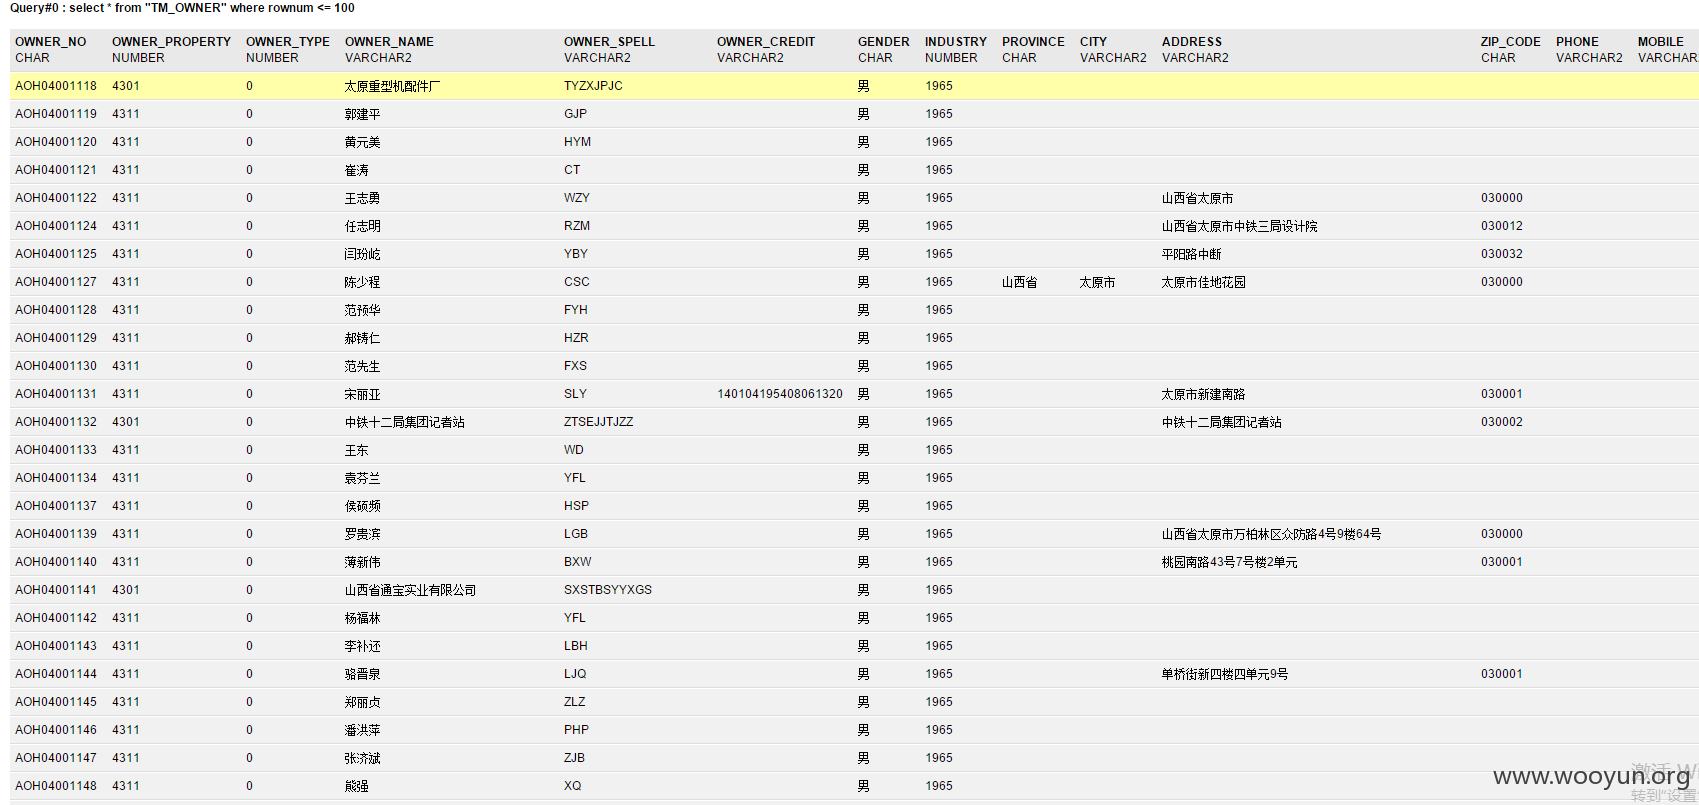 Query#0 : select * from "TM_OWNER" where rownum <= 100
OWNER_NO OWNER_PROPERTY OWNER_TYPE OWNER_NAME OWNER_SPELL OWNER_CREDIT GENDER INDUSTRY PROVINCE CITY ADDRESS ZIP_CODE PHONE MOBILE
CHAR NUMBER NUMBER VARCHAR2 VARCHAR2 VARCHAR2 CHAR NUMBER CHAR VARCHAR2 VARCHAR2 CHAR VARCHAR2 VARCHAR
AOH04001118 4301 0 太原重型机配件厂 TYZXJPJC 男 1965
AOH04001119 4311 0 郭建平 GJP 男 1965
AOH04001120 4311 0 黄元美 HYM 男 1965
AOH04001121 4311 0 崔涛 CT 男 1965
AOH04001122 4311 0 王志勇 WZY 男 1965 山西省太原市 030000
AOH04001124 4311 0 任志明 RZM 男 1965 山西省太原市中铁三局设计院 030012
AOH04001125 4311 0 闫玢屹 YBY 男 1965 平阳路中断 030032
AOH04001127 4311 0 陈少程 CSC 男 1965 山西省 太原市 太原市佳地花园 030000
AOH04001128 4311 0 范预华 FYH 男 1965
AOH04001129 4311 0 郝铸仁 HZR 男 1965
AOH04001130 4311 0 范先生 FXS 男 1965
AOH04001131 4311 0 宋丽亚 SLY 140104195408061320 男 1965 太原市新建南路 030001
AOH04001132 4301 0 中铁十二局集团记者站 ZTSEJJTJZZ 男 1965 中铁十二局集团记者站 030002
AOH04001133 4311 0 王东 WD 男 1965
AOH04001134 4311 0 袁芬兰 YFL 男 1965
AOH04001137 4311 0 侯硕频 HSP 男 1965
AOH04001139 4311 0 罗贵滨 LGB 男 1965 山西省太原市万柏林区众防路4号9楼64号 030000
AOH04001140 4311 0 薄新伟 BXW 男 1965 桃园南路43号7号楼2单元 030001
AOH04001141 4301 0 山西省通宝实业有限公司 SXSTBSYYXGS 男 1965
AOH04001142 4311 0 杨福林 YFL 男 1965
AOH04001143 4311 0 李补还 LBH 男 1965
AOH04001144 4311 0 骆晋泉 LJQ 男 1965 单桥街新四楼四单元9号 030001
AOH04001145 4311 0 郑丽贞 ZLZ 男 1965
AOH04001146 4311 0 潘洪萍 PHP 男 1965
AOH04001147 4311 0 张济斌 ZJB 男 1965
AOH04001148 4311 0 熊强 XQ 男 1965
激活 W
www.wooyun.org
转到"设置"